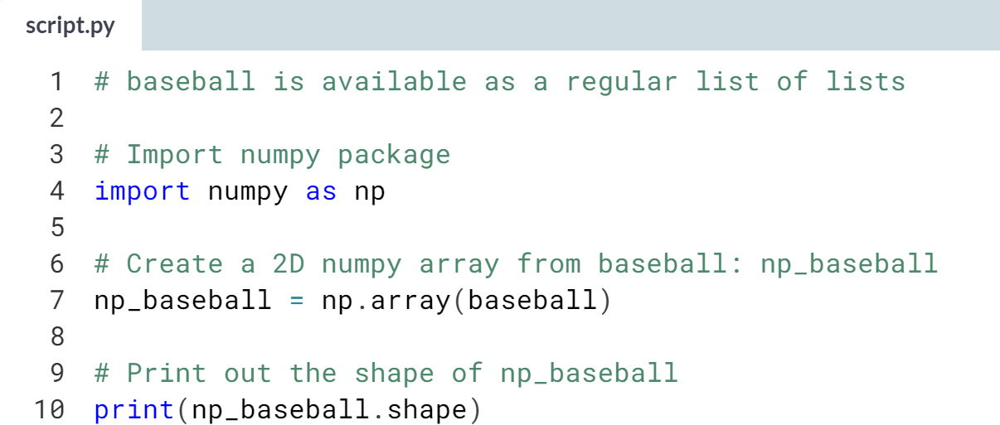 script.py
1 # baseball is available as a regular list of lists
2
3 # Import numpy package
4 import numpy as np
5
6 # Create a 2D numpy array from baseball: np_baseball
7 np_baseball = np.array(baseball)
8
9 # Print out the shape of np_baseball
10 print(np_baseball.shape)